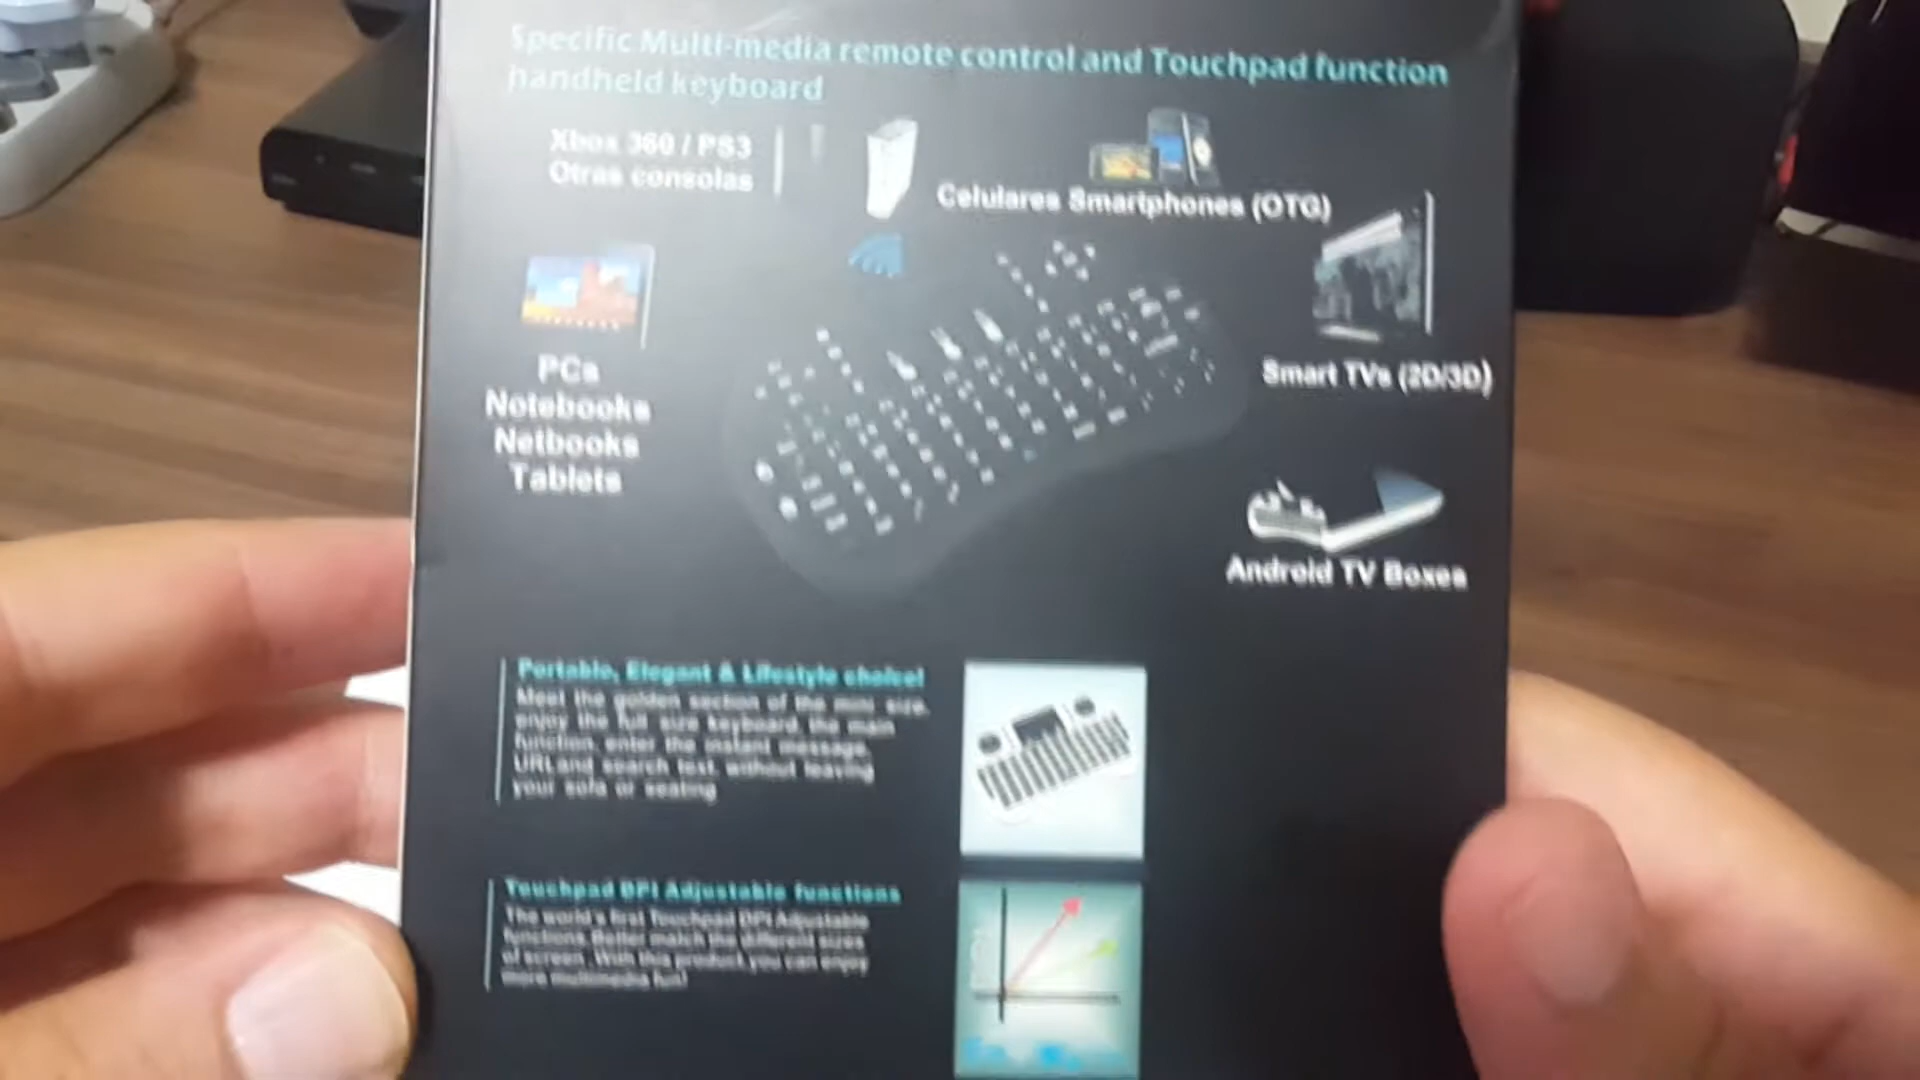 Specific Multi-media remote control and Touchpad function
handheld keyboard
Xbox 360 / PS3
Otras consolas
Celulares Smartphones (OTG)
PCs
Notebooks
Netbooks
Tablets
Smart TVs (2D/3D)
Android TV Boxes
Portable, Elegant & Lifestyle choice!
Meet the golden section of the mini size,
enjoy the full size keyboard, the main
function, enter the instant message,
URL and search text, without leaving
your sofa or seating
Touchpad DPI Adjustable functions
The world's first Touchpad DPI Adjustable
functions. Better match the different sizes
of screen. With this product, you can enjoy
more multimedia fun!